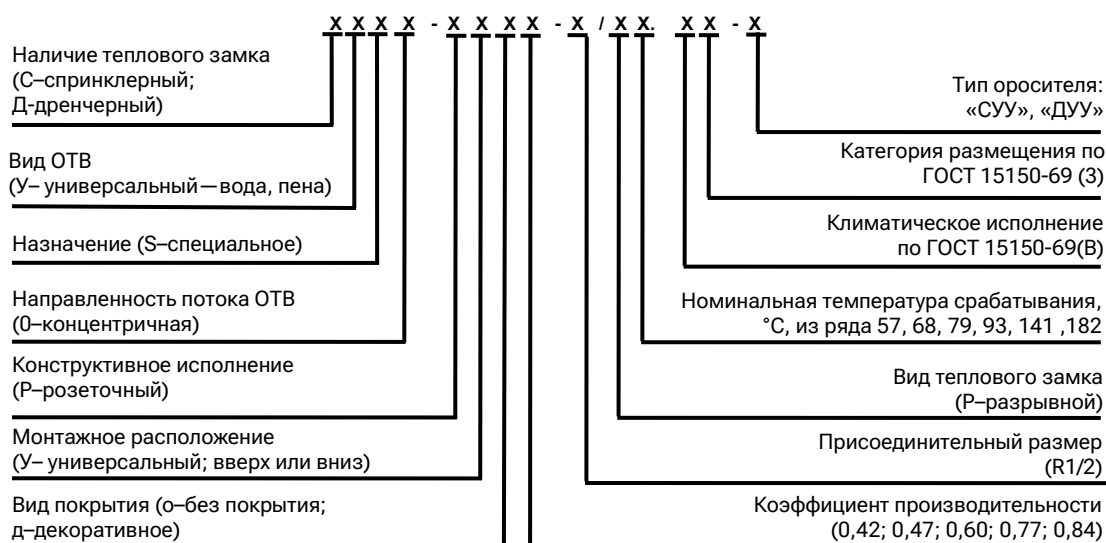 X X X X - X X X X - X / X X. X X - X
Наличие теплового замка
(С–спринклерный;
Д-дренчерный)
Вид ОТВ
(У– универсальный—вода, пена)
Назначение (S–специальное)
Направленность потока ОТВ
(0–концентричная)
Конструктивное исполнение
(Р–розеточный)
Монтажное расположение
(У– универсальный; вверх или вниз)
Вид покрытия (о–без покрытия;
д–декоративное)
Тип оросителя:
«СУУ», «ДУУ»
Категория размещения по
ГОСТ 15150-69 (3)
Климатическое исполнение
по ГОСТ 15150-69(В)
Номинальная температура срабатывания,
°С, из ряда 57, 68, 79, 93, 141 ,182
Вид теплового замка
(Р–разрывной)
Присоединительный размер
(R1/2)
Коэффициент производительности
(0,42; 0,47; 0,60; 0,77; 0,84)